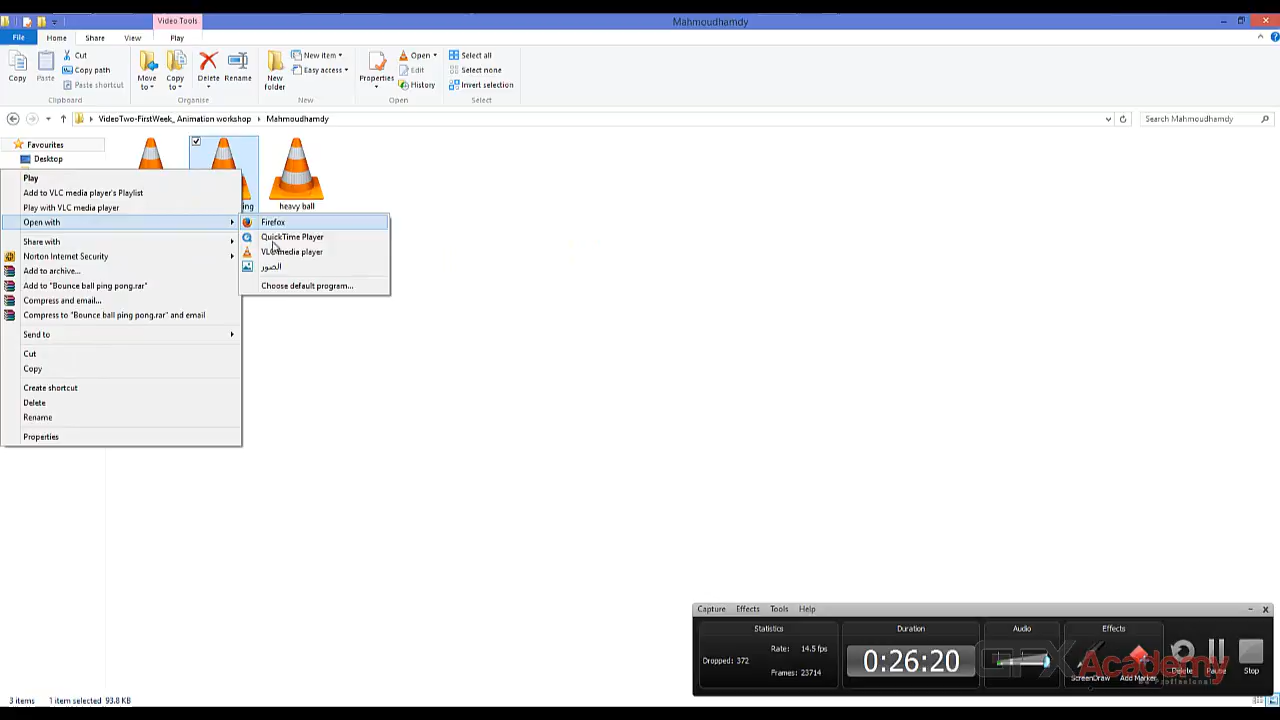 Video Tools
Mahmoudhamdy
File
Home
Share
View
Play
Copy
Paste
Cut
Copy path
Paste shortcut
Clipboard
Move to
Copy to
Delete
Rename
Organise
New folder
New item
Easy access
New
Properties
Open
Edit
History
Open
Select all
Select none
Invert selection
Select
VideoTwo-FirstWeek_ Animation workshop
Mahmoudhamdy
Search Mahmoudhamdy
Favourites
Desktop
ing
heavy ball
Play
Add to VLC media player's Playlist
Play with VLC media player
Open with
Share with
Norton Internet Security
Add to archive...
Add to "Bounce ball ping pong.rar"
Compress and email...
Compress to "Bounce ball ping pong.rar" and email
Send to
Cut
Copy
Create shortcut
Delete
Rename
Properties
Firefox
QuickTime Player
VLC media player
الصور
Choose default program...
Capture
Effects
Tools
Help
Statistics
Dropped: 372
Rate: 14.5 fps
Frames: 23714
Duration
0:26:20
Audio
Effects
ScreenDraw
Add Marker
Delete
Pause
Stop
GFX Academy
3 items
1 item selected 93.8 KB